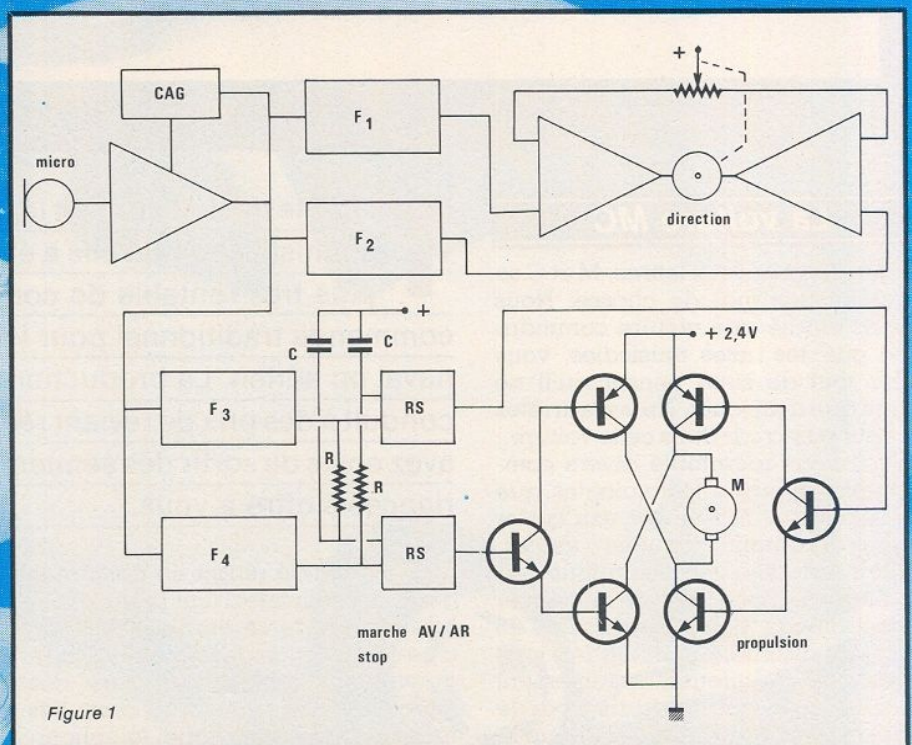 CAG
F1
+
micro
direction
F2
+
+ 2,4V
C
C
F3
RS
R
R
M
F4
RS
marche AV / AR
stop
propulsion
Figure 1